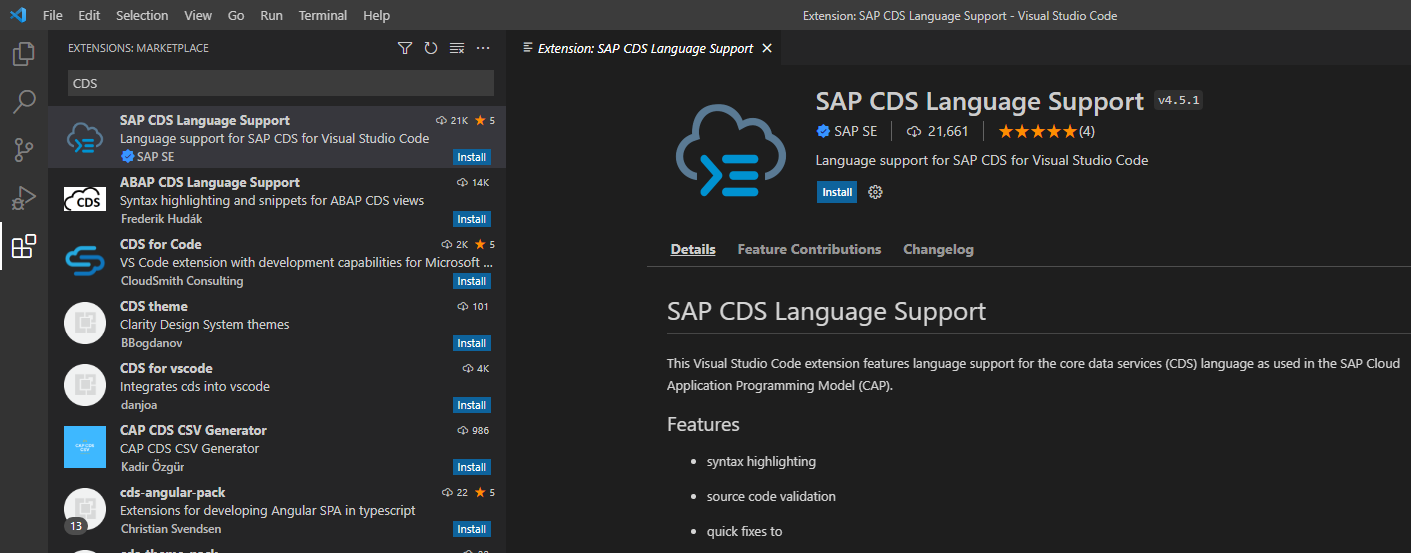 File Edit Selection View Go Run Terminal Help
Extension: SAP CDS Language Support - Visual Studio Code
EXTENSIONS: MARKETPLACE
CDS
SAP CDS Language Support 21K 5
Language support for SAP CDS for Visual Studio Code
SAP SE Install
ABAP CDS Language Support 14K
Syntax highlighting and snippets for ABAP CDS views
Frederik Hudák Install
CDS
CDS for Code 2K 5
VS Code extension with development capabilities for Microsoft ...
CloudSmith Consulting Install
CDS theme 101
Clarity Design System themes
BBogdanov Install
CDS for vscode 4K
Integrates cds into vscode
danjoa Install
CAP CDS CSV Generator 986
CAP CDS CSV Generator
Kadir Özgür Install
CAP CDS
CSV
cds-angular-pack 22 5
Extensions for developing Angular SPA in typescript
Christian Svendsen Install
13
Extension: SAP CDS Language Support
SAP CDS Language Support v4.5.1
SAP SE 21,661 (4)
Language support for SAP CDS for Visual Studio Code
Install
Details Feature Contributions Changelog
SAP CDS Language Support
This Visual Studio Code extension features language support for the core data services (CDS) language as used in the SAP Cloud
Application Programming Model (CAP).
Features
• syntax highlighting
• source code validation
• quick fixes to